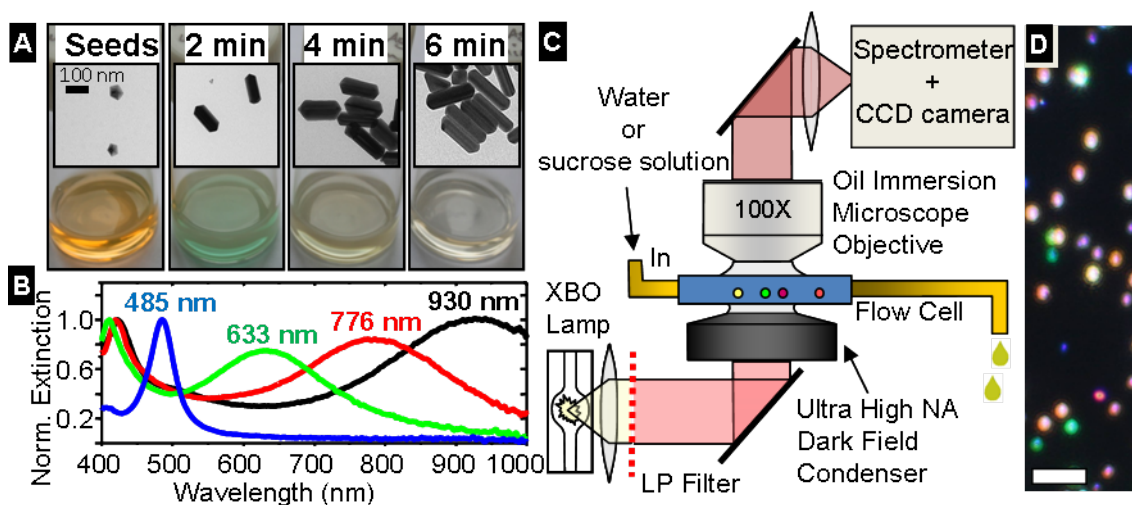 A
Seeds
2 min
4 min
6 min
100 nm
B
485 nm
633 nm
776 nm
930 nm
Norm. Extinction
1.0
0.6
0.2
400
500
600
700
800
900
1000
Wavelength (nm)
C
Water
or
sucrose solution
In
XBO
Lamp
LP Filter
100X
Spectrometer
+
CCD camera
Oil Immersion
Microscope
Objective
Flow Cell
Ultra High NA
Dark Field
Condenser
D